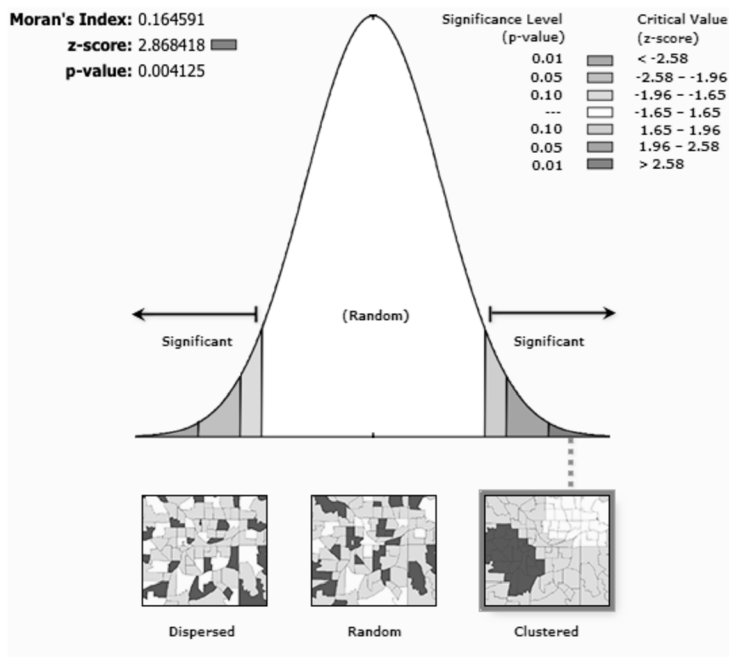 Moran's Index: 0.164591
z-score: 2.868418
p-value: 0.004125
Significance Level
(p-value)
Critical Value
(z-score)
0.01 < -2.58
0.05 -2.58 – -1.96
0.10 -1.96 – -1.65
--- -1.65 – 1.65
0.10 1.65 – 1.96
0.05 1.96 – 2.58
0.01 > 2.58
(Random)
Significant
Significant
Dispersed
Random
Clustered